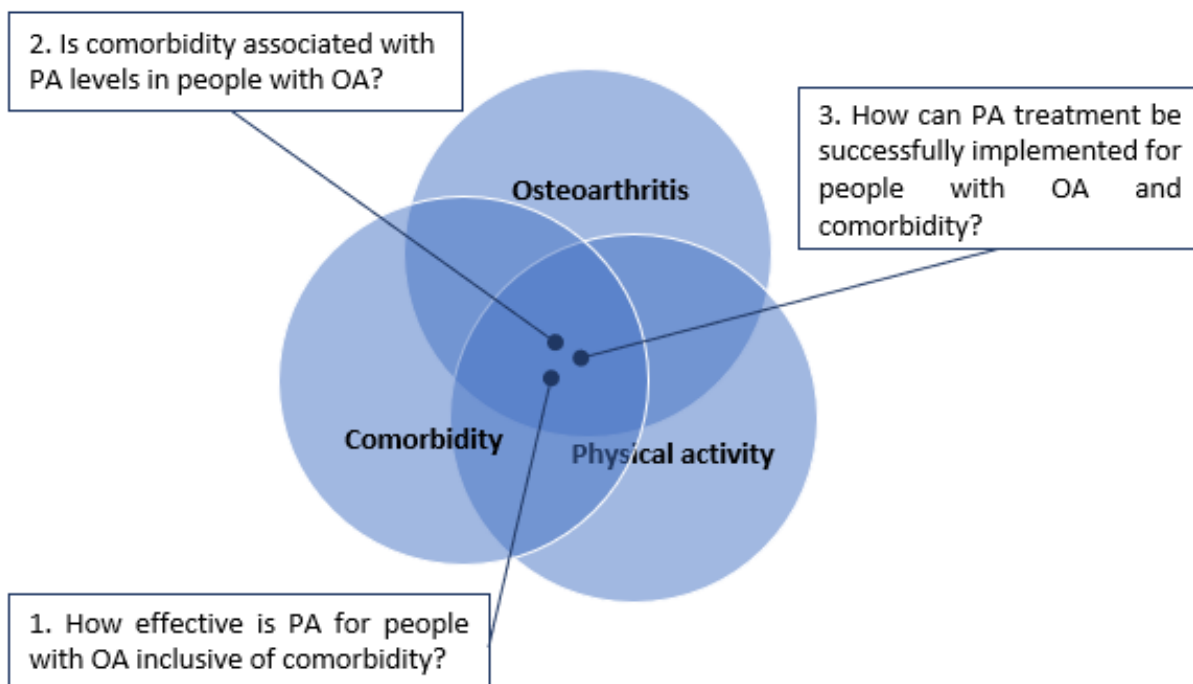 2. Is comorbidity associated with
PA levels in people with OA?
3. How can PA treatment be
successfully implemented for
people with OA and
comorbidity?
Osteoarthritis
Comorbidity
Physical activity
1. How effective is PA for people
with OA inclusive of comorbidity?